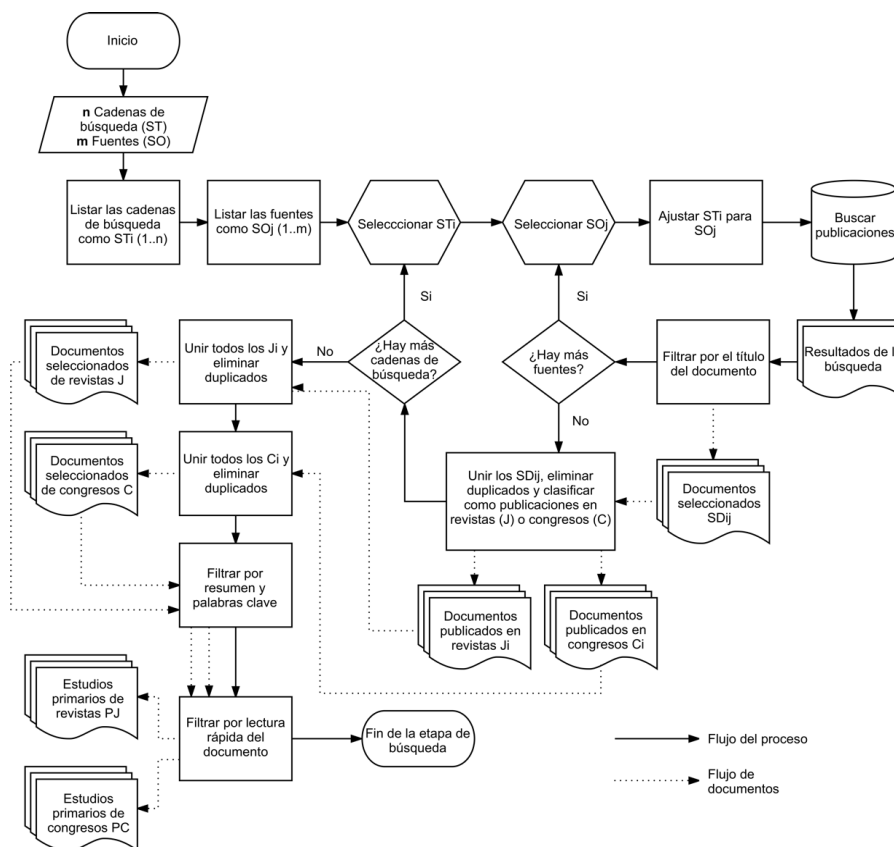 Inicio
n Cadenas de
búsqueda (ST)
m Fuentes (SO)
Listar las cadenas
de búsqueda
como STi (1..n)
Listar las fuentes
como SOj (1..m)
Selecccionar STi
Seleccionar SOj
Ajustar STi para
SOj
Buscar
publicaciones
Si
Si
Documentos
seleccionados
de revistas J
Unir todos los Ji y
eliminar
duplicados
No
¿Hay más
cadenas de
búsqueda?
¿Hay más
fuentes?
Filtrar por el título
del documento
Resultados de l
búsqueda
No
Documentos
seleccionados
de congresos C
Unir todos los Ci y
eliminar
duplicados
Unir los SDij, eliminar
duplicados y clasificar
como publicaciones en
revistas (J) o congresos (C)
Documentos
seleccionados
SDij
Filtrar por
resumen y
palabras clave
Documentos
publicados en
revistas Ji
Documentos
publicados en
congresos Ci
Estudios
primarios de
revistas PJ
Filtrar por lectura
rápida del
documento
Fin de la etapa de
búsqueda
Flujo del proceso
Flujo de
documentos
Estudios
primarios de
congresos PC